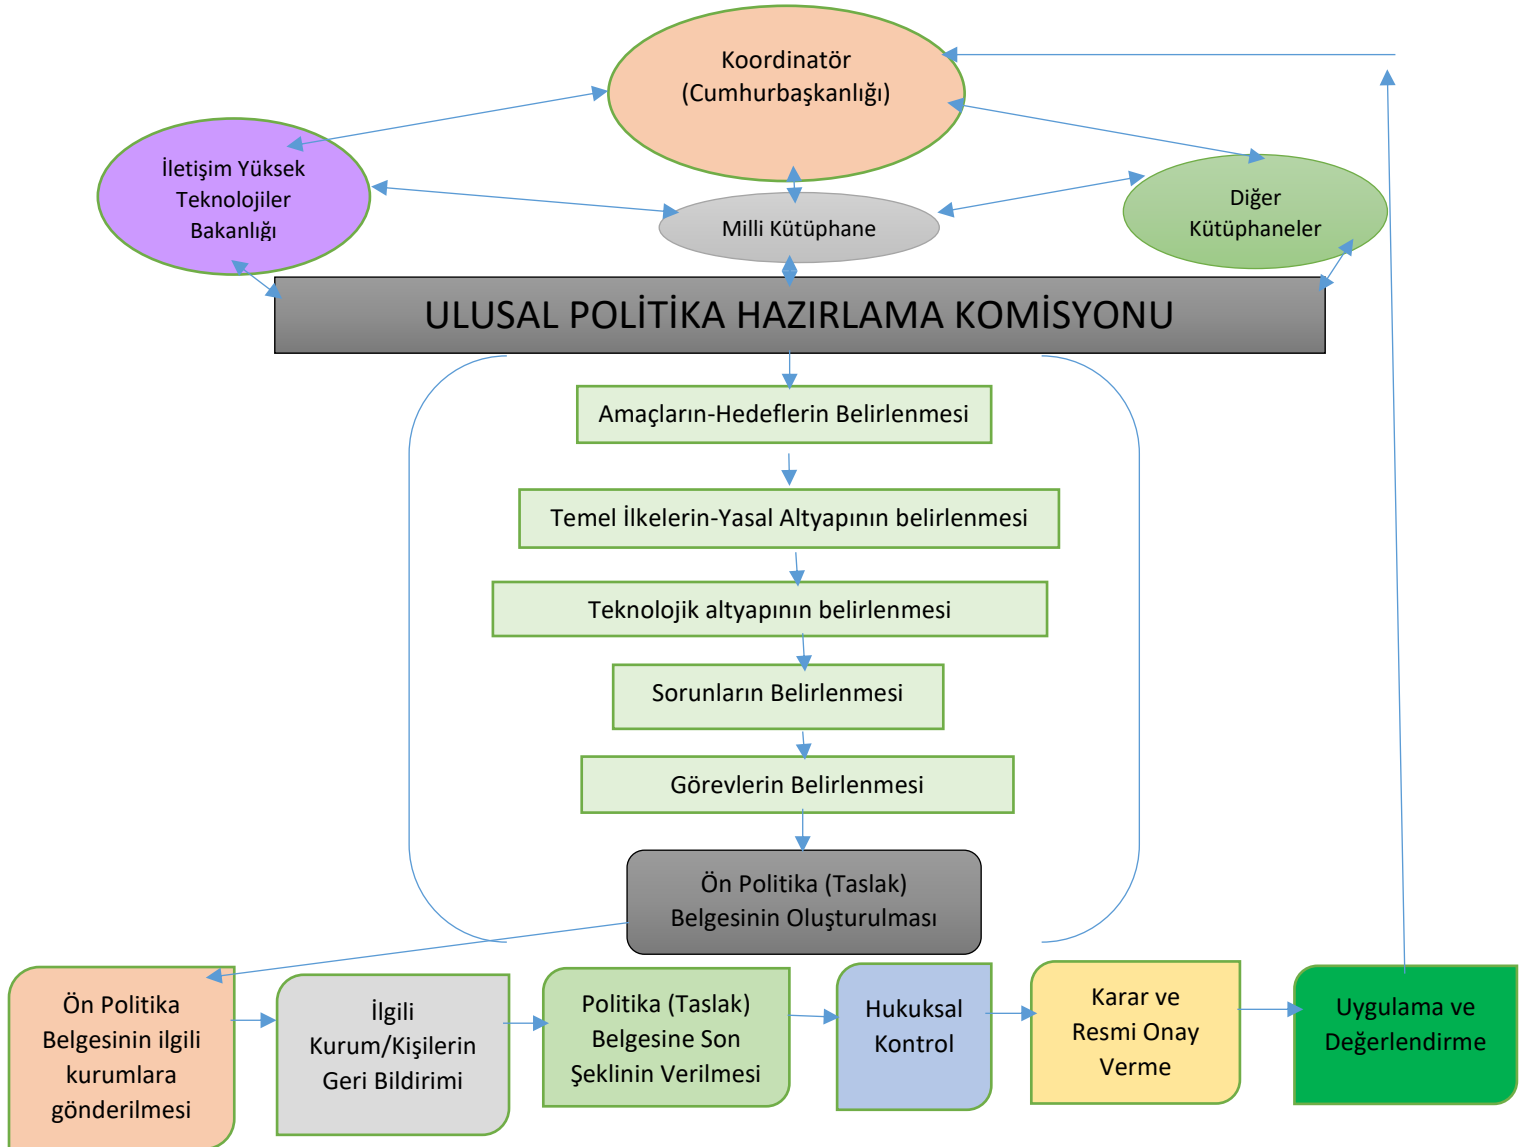 Koordinatör
(Cumhurbaşkanlığı)
İletişim Yüksek
Teknolojiler
Bakanlığı
Milli Kütüphane
Diğer
Kütüphaneler
ULUSAL POLİTİKA HAZIRLAMA KOMİSYONU
Amaçların-Hedeflerin Belirlenmesi
Temel İlkelerin-Yasal Altyapının belirlenmesi
Teknolojik altyapının belirlenmesi
Sorunların Belirlenmesi
Görevlerin Belirlenmesi
Ön Politika (Taslak)
Belgesinin Oluşturulması
Ön Politika
Belgesinin ilgili
kurumlara
gönderilmesi
İlgili
Kurum/Kişilerin
Geri Bildirimi
Politika (Taslak)
Belgesine Son
Şeklinin Verilmesi
Hukuksal
Kontrol
Karar ve
Resmi Onay
Verme
Uygulama ve
Değerlendirme